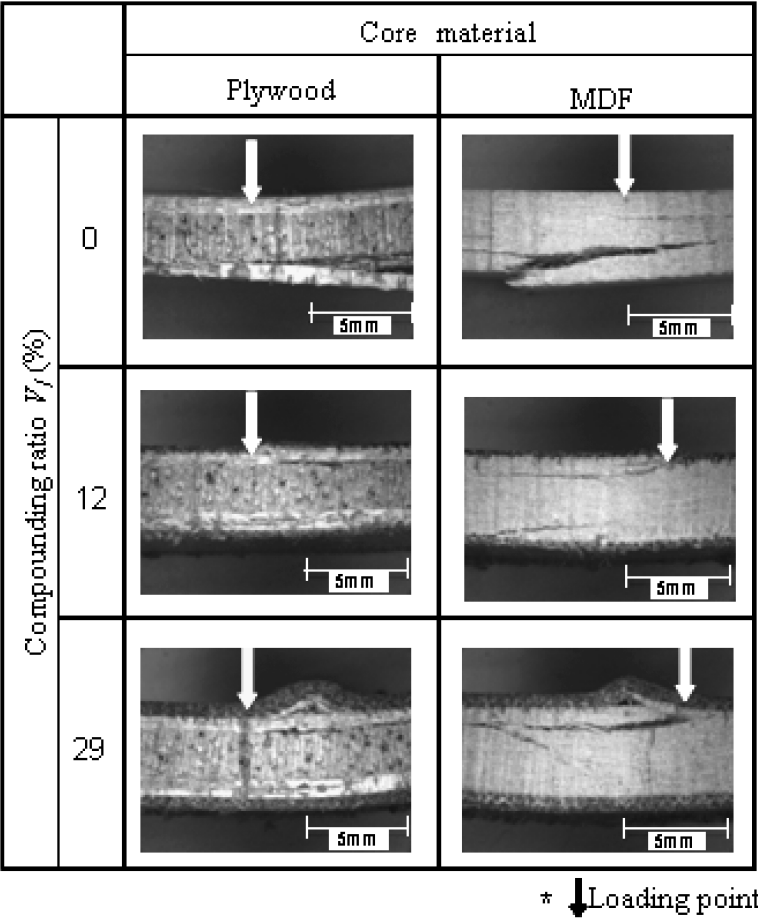 Core material
Plywood
MDF
Compounding ratio Vf (%)
0
5mm
5mm
12
5mm
5mm
29
5mm
5mm
* Loading point